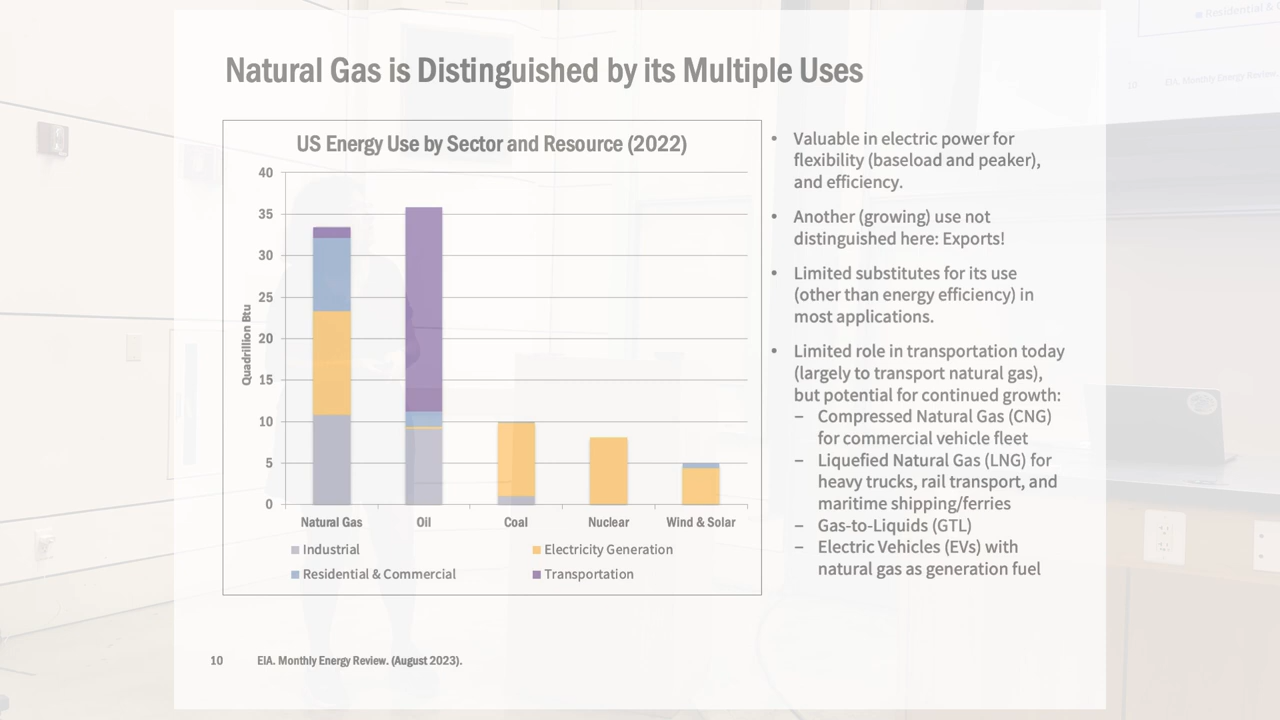 Natural Gas is Distinguished by its Multiple Uses
US Energy Use by Sector and Resource (2022)
Quadrillion Btu
40
35
30
25
20
15
10
5
0
Natural Gas Oil Coal Nuclear Wind & Solar
Industrial Electricity Generation
Residential & Commercial Transportation
• Valuable in electric power for
flexibility (baseload and peaker),
and efficiency.
• Another (growing) use not
distinguished here: Exports!
• Limited substitutes for its use
(other than energy efficiency) in
most applications.
• Limited role in transportation today
(largely to transport natural gas),
but potential for continued growth:
– Compressed Natural Gas (CNG)
for commercial vehicle fleet
– Liquefied Natural Gas (LNG) for
heavy trucks, rail transport, and
maritime shipping/ferries
– Gas-to-Liquids (GTL)
– Electric Vehicles (EVs) with
natural gas as generation fuel
10 EIA. Monthly Energy Review. (August 2023).
Residential &
10 EIA. Monthly Energy Review.